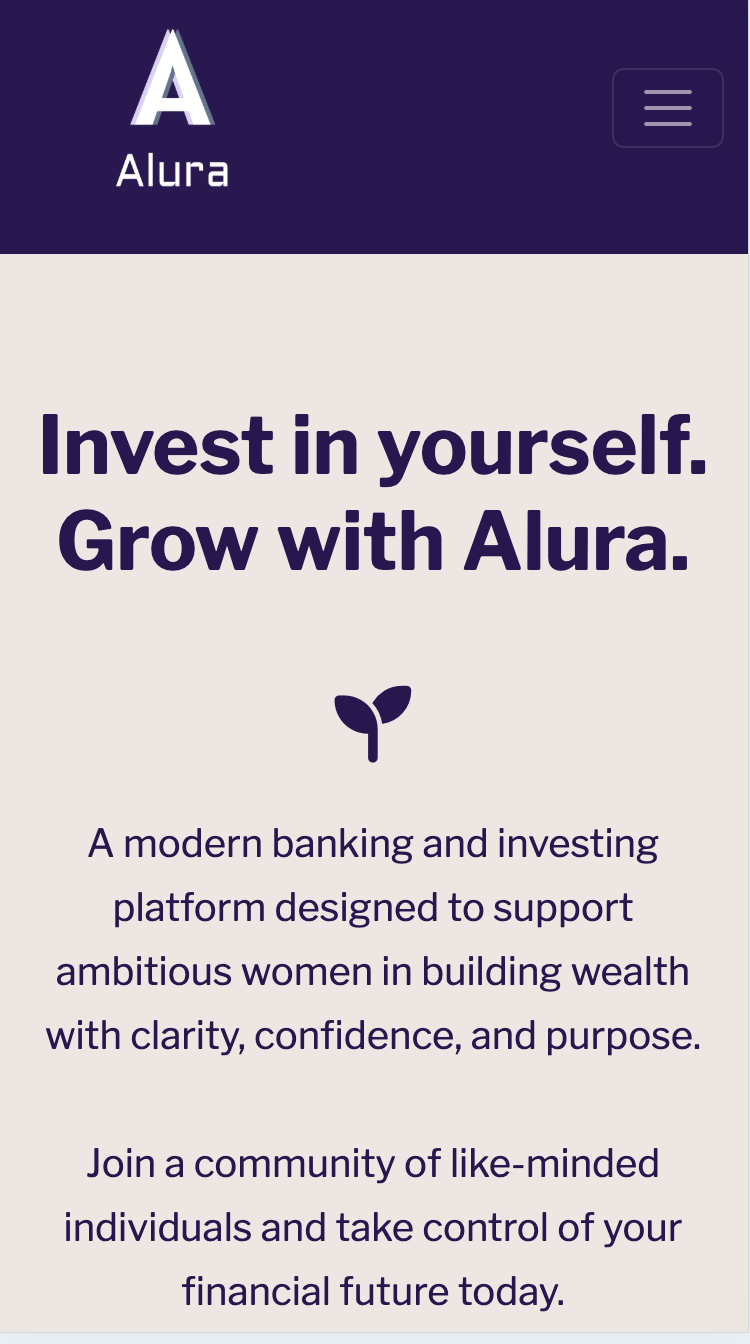 A
Alura
Invest in yourself.
Grow with Alura.
A modern banking and investing
platform designed to support
ambitious women in building wealth
with clarity, confidence, and purpose.
Join a community of like-minded
individuals and take control of your
financial future today.